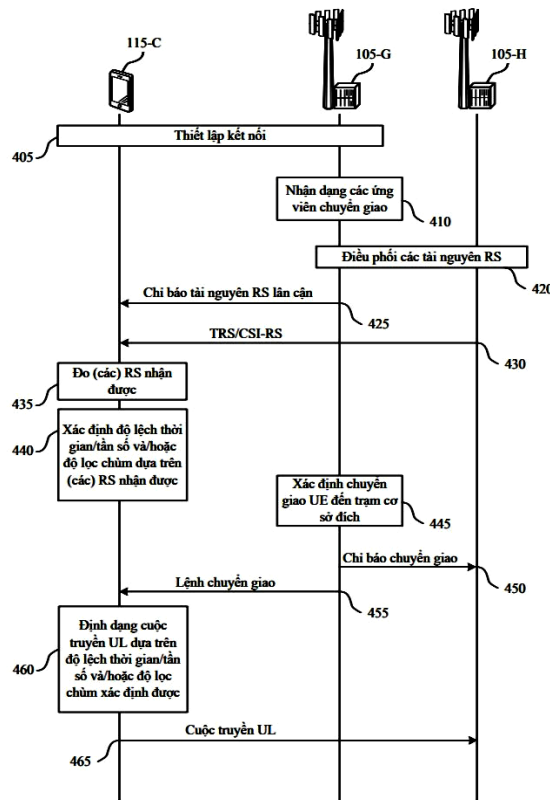 115-C
105-G
105-H
Thiết lập kết nối
405
Nhận dạng các ứng
viên chuyển giao
410
Điều phối các tài nguyên RS
420
Chỉ báo tài nguyên RS lân cận
425
TRS/CSI-RS
430
Đo (các) RS nhận
được
435
Xác định độ lệch thời
gian/tần số và/hoặc
độ lọc chùm dựa trên
(các) RS nhận được
440
Xác định chuyển
giao UE đến trạm cơ
sở đích
445
Chỉ báo chuyển giao
450
Lệnh chuyển giao
455
Định dạng cuộc
truyền UL dựa trên
độ lệch thời gian/tần
số và/hoặc độ lọc
chùm xác định được
460
Cuộc truyền UL
465